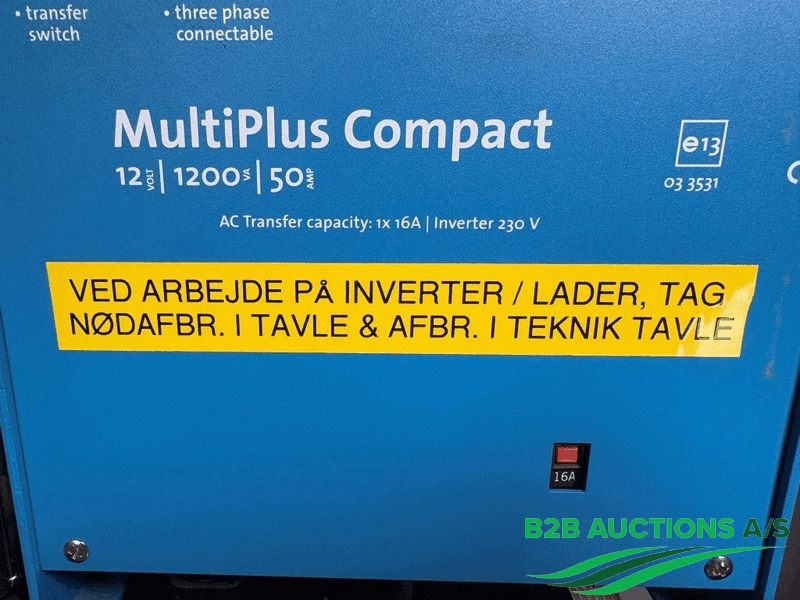 • transfer switch
• three phase connectable
MultiPlus Compact
12 VOLT | 1200 VA | 50 AMP
e13
03 3531
AC Transfer capacity: 1x 16A | Inverter 230 V
VED ARBEJDE PÅ INVERTER / LADER, TAG
NØDAFBR. I TAVLE & AFBR. I TEKNIK TAVLE
16A
B2B AUCTIONS A/S